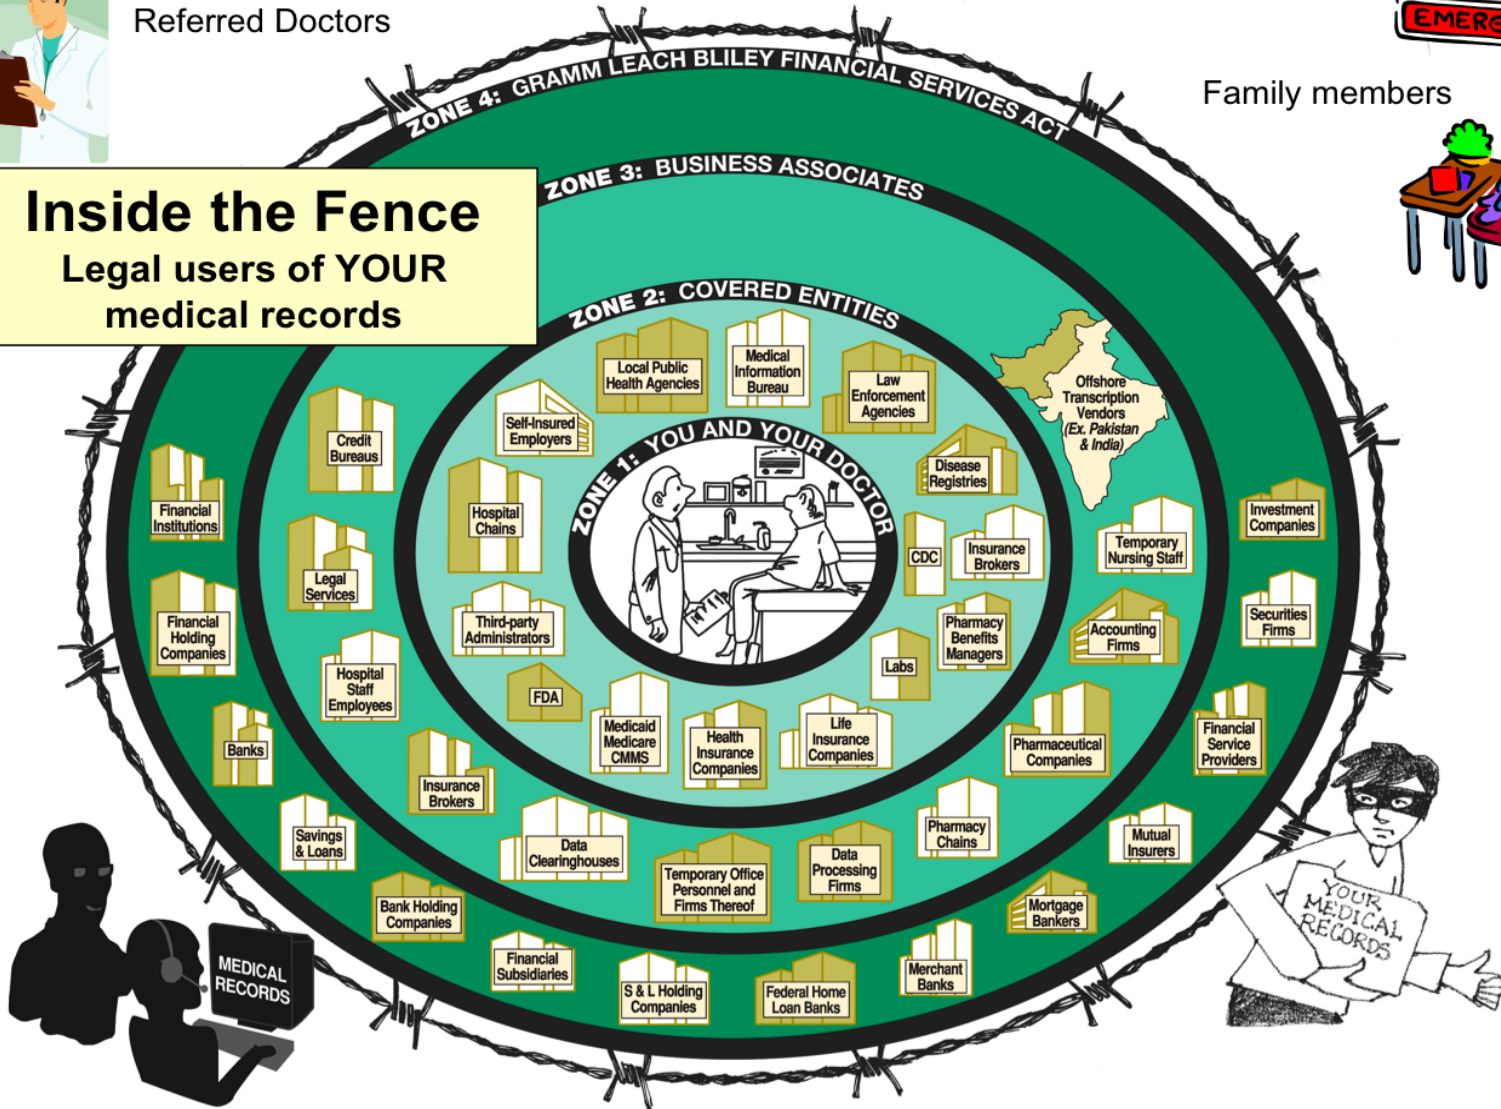 Referred Doctors
EMERG
Family members
Inside the Fence
Legal users of YOUR
medical records
ZONE 4: GRAMM LEACH BLILEY FINANCIAL SERVICES ACT
ZONE 3: BUSINESS ASSOCIATES
ZONE 2: COVERED ENTITIES
ZONE 1: YOU AND YOUR DOCTOR
Local Public
Health Agencies
Medical
Information
Bureau
Law
Enforcement
Agencies
Self-Insured
Employers
Disease
Registries
Hospital
Chains
CDC
Insurance
Brokers
Third-party
Administrators
Pharmacy
Benefits
Managers
Labs
FDA
Medicaid
Medicare
CMMS
Health
Insurance
Companies
Life
Insurance
Companies
Offshore
Transcription
Vendors
(Ex. Pakistan
& India)
Credit
Bureaus
Legal
Services
Temporary
Nursing Staff
Accounting
Firms
Hospital
Staff
Employees
Pharmaceutical
Companies
Insurance
Brokers
Data
Clearinghouses
Temporary Office
Personnel and
Firms Thereof
Data
Processing
Firms
Pharmacy
Chains
Financial
Institutions
Investment
Companies
Financial
Holding
Companies
Securities
Firms
Banks
Financial
Service
Providers
Savings
& Loans
Mutual
Insurers
Bank Holding
Companies
Mortgage
Bankers
Financial
Subsidiaries
S & L Holding
Companies
Federal Home
Loan Banks
Merchant
Banks
MEDICAL
RECORDS
YOUR
MEDICAL
RECORDS